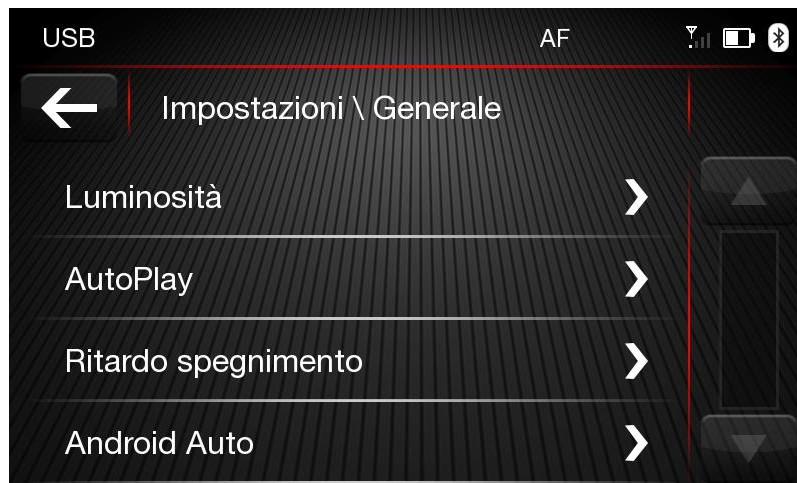 USB AF
Impostazioni \ Generale
Luminosità
AutoPlay
Ritardo spegnimento
Android Auto